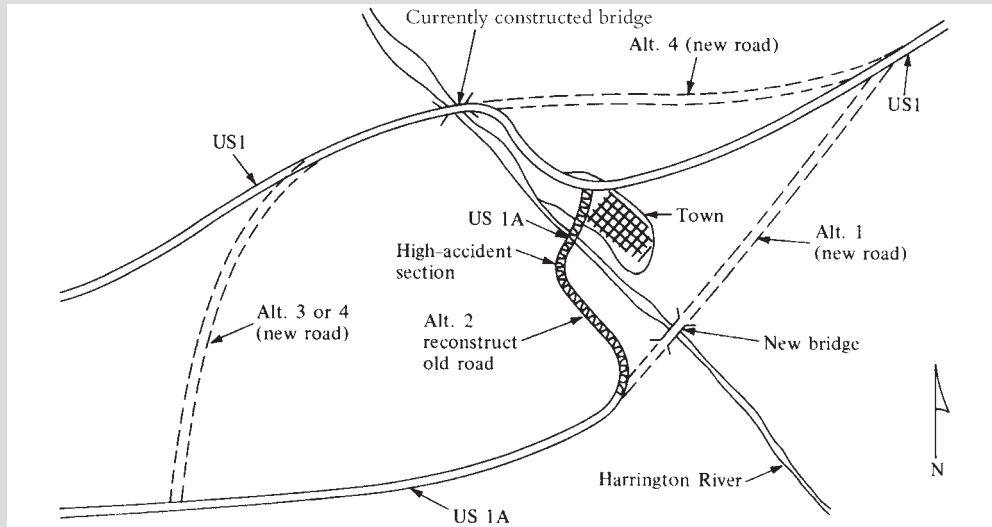 Currently constructed bridge
Alt. 4 (new road)
US1
US1
US 1A
Town
High–accident
section
Alt. 1
(new road)
Alt. 3 or 4
(new road)
Alt. 2
reconstruct
old road
New bridge
Harrington River
N
US 1A